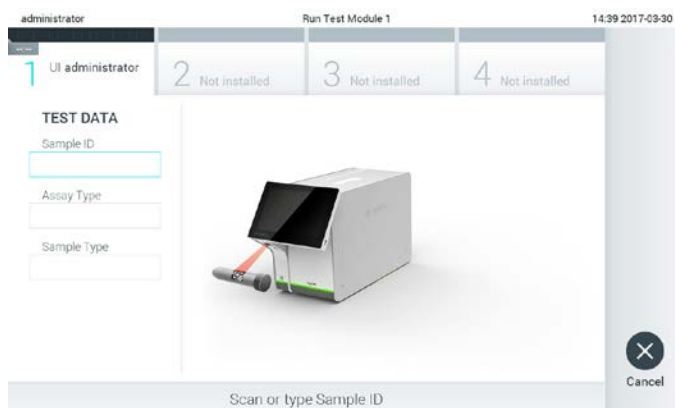 administrator Run Test Module 1 14:39 2017-03-30
1 UI administrator 2 Not installed 3 Not installed 4 Not installed
TEST DATA
Sample ID
Assay Type
Sample Type
Cancel
Scan or type Sample ID